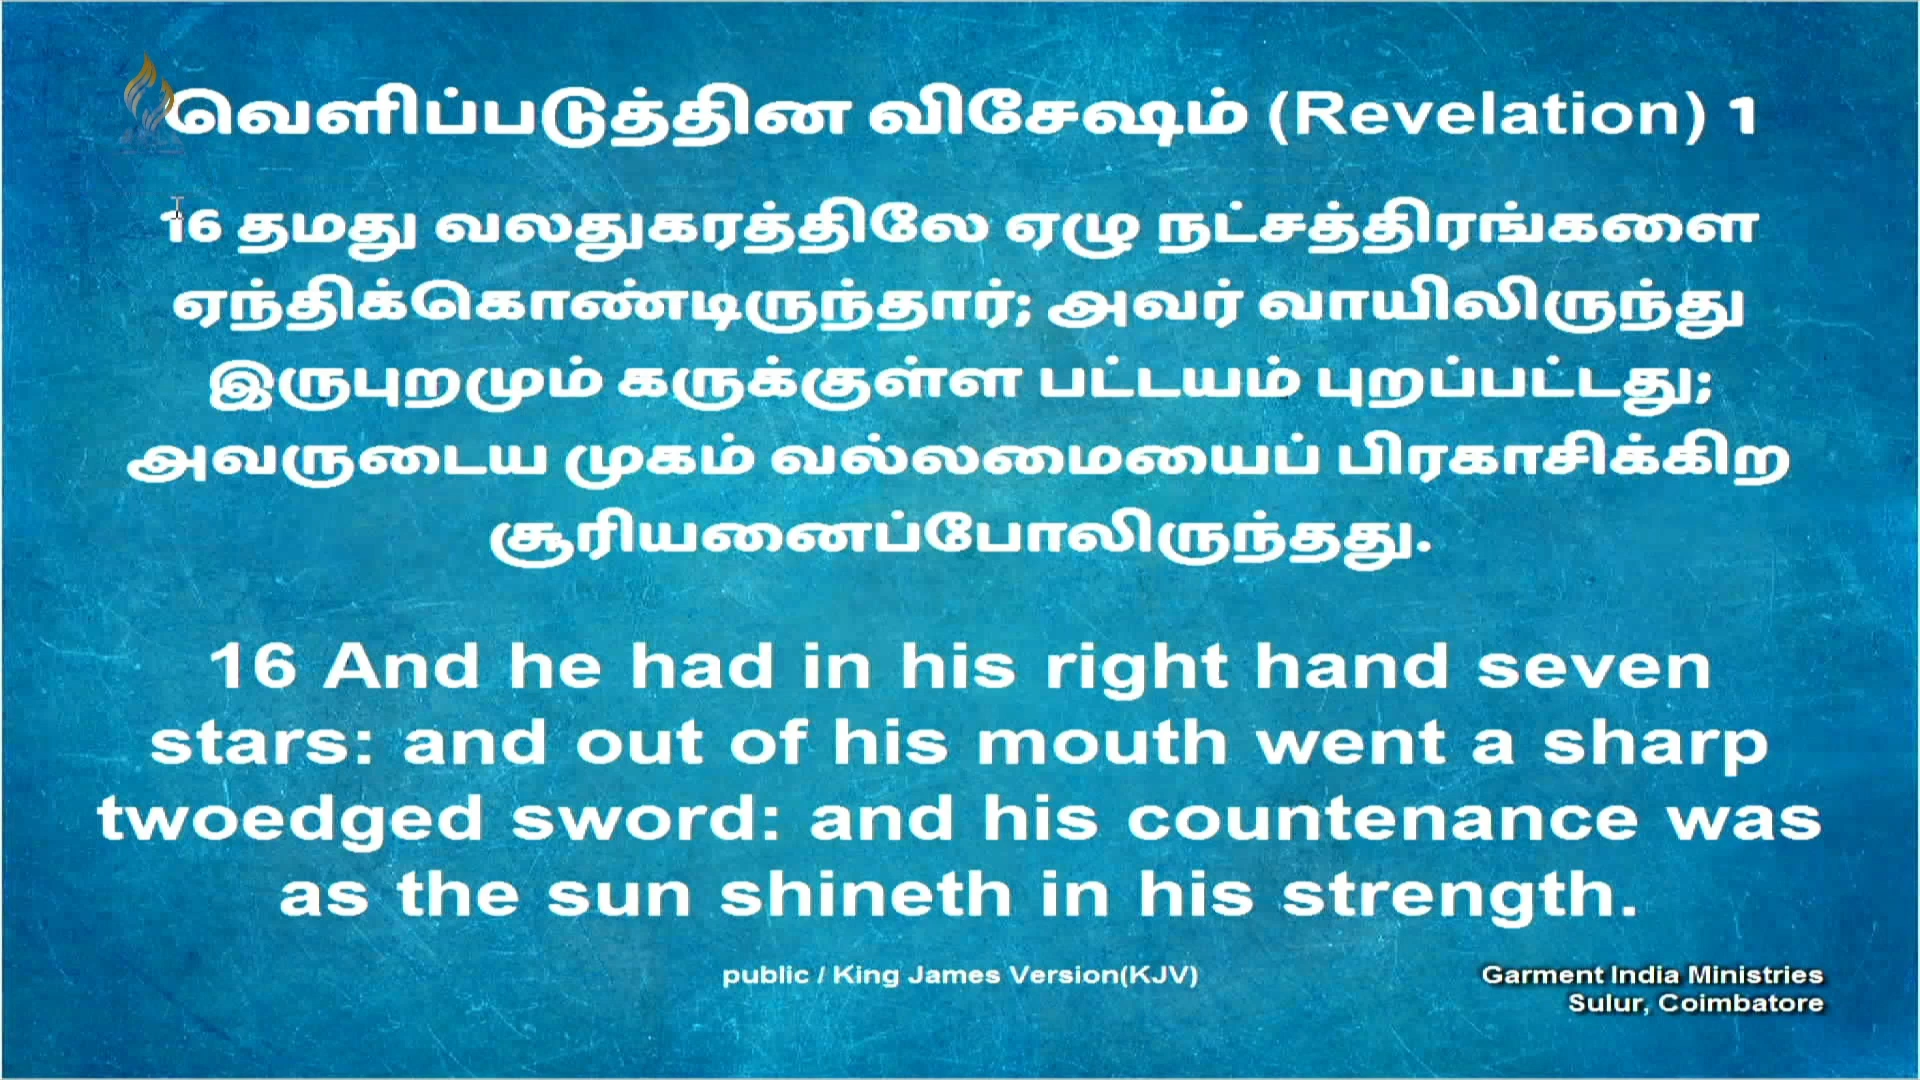 வெளிப்படுத்தின விசேஷம் (Revelation) 1
16 தமது வலதுகரத்திலே ஏழு நட்சத்திரங்களை
ஏந்திக்கொண்டிருந்தார்; அவர் வாயிலிருந்து
இருபுறமும் கருக்குள்ள பட்டயம் புறப்பட்டது;
அவருடைய முகம் வல்லமையைப் பிரகாசிக்கிற
சூரியனைப்போலிருந்தது.
16 And he had in his right hand seven
stars: and out of his mouth went a sharp
twoedged sword: and his countenance was
as the sun shineth in his strength.
public / King James Version(KJV)
Garment India Ministries
Sulur, Coimbatore